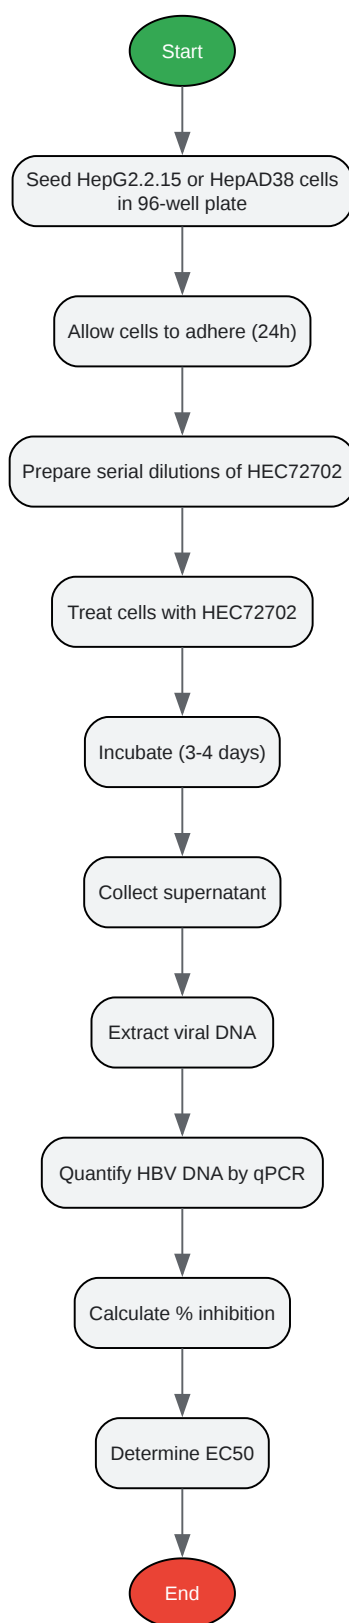 Start
Seed HepG2.2.15 or HepAD38 cells
in 96-well plate
Allow cells to adhere (24h)
Prepare serial dilutions of HEC72702
Treat cells with HEC72702
Incubate (3-4 days)
Collect supernatant
Extract viral DNA
Quantify HBV DNA by qPCR
Calculate % inhibition
Determine EC50
End